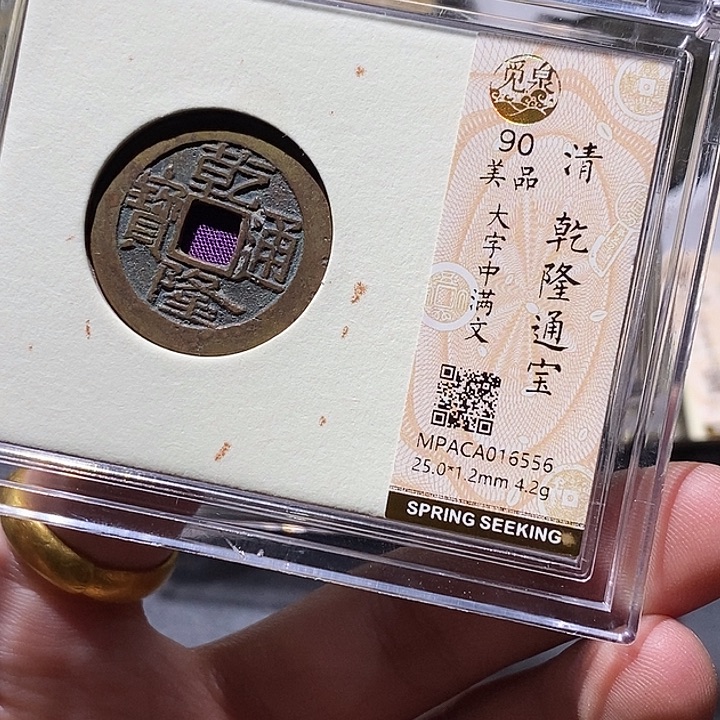 乾隆通寶
觅泉
清 乾隆通宝
90
美品
大字中满文
MPACA016556
25.0*1.2mm 4.2g
SPRING SEEKING